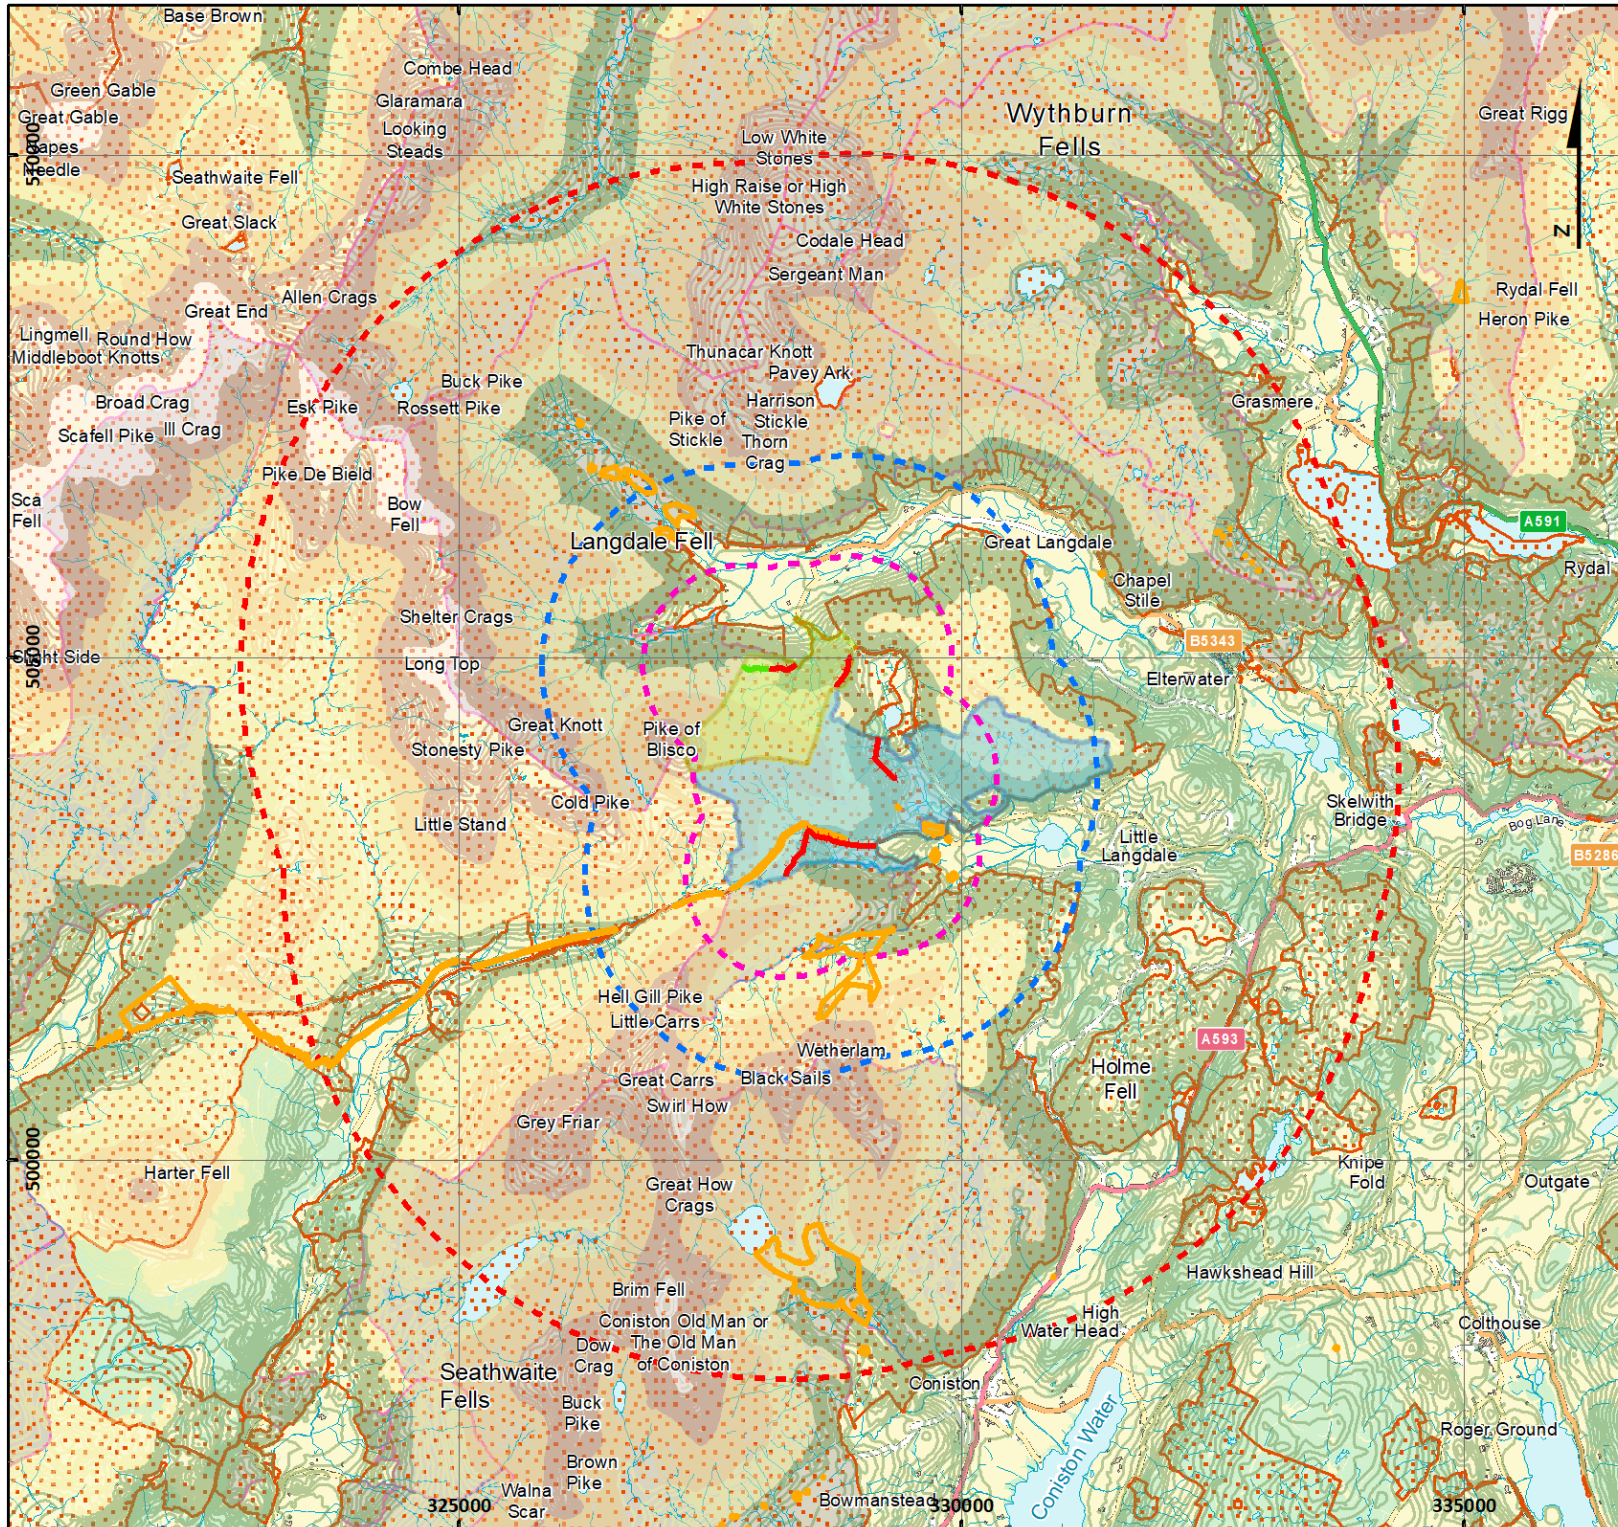 Base Brown
Combe Head
Green Gable
Great Gable
Glaramara
Looking
Steads
Wythburn
Fells
Great Rigg
Low White
Stones
510000
Needle
Seathwaite Fell
High Raise or High
White Stones
Great Slack
Codale Head
Sergeant Man
N
Allen Crags
Great End
Rydal Fell
Heron Pike
Lingmell
Round How
Middleboot Knotts
Thunacar Knott
Pavey Ark
Buck Pike
Rossett Pike
Broad Crag
Esk Pike
Harrison
Stickle
Grasmere
Scafell Pike
Ill Crag
Pike of
Stickle
Thorn
Crag
Pike De Bield
Sca
Fell
Bow
Fell
A591
Langdale Fell
Great Langdale
Rydal
Chapel
Stile
Shelter Crags
B5343
505000
Long Top
Elterwater
Great Knott
Pike of
Blisco
Stonesty Pike
Cold Pike
Skelwith
Bridge
Little Stand
Bog Lane
Little
Langdale
B5286
Hell Gill Pike
Little Carrs
Wetherlam
A593
Holme
Fell
Great Carrs
Black Sails
Swirl How
Grey Friar
500000
Harter Fell
Knipe
Fold
Outgate
Great How
Crags
Hawkshead Hill
Brim Fell
High
Water Head
Coniston Old Man or
The Old Man
of Coniston
Colthouse
Dow
Crag
Seathwaite
Fells
Coniston
Buck
Pike
Coniston Water
Roger Ground
Brown
Pike
Walna
Scar
Bowmanstead
325000
330000
335000